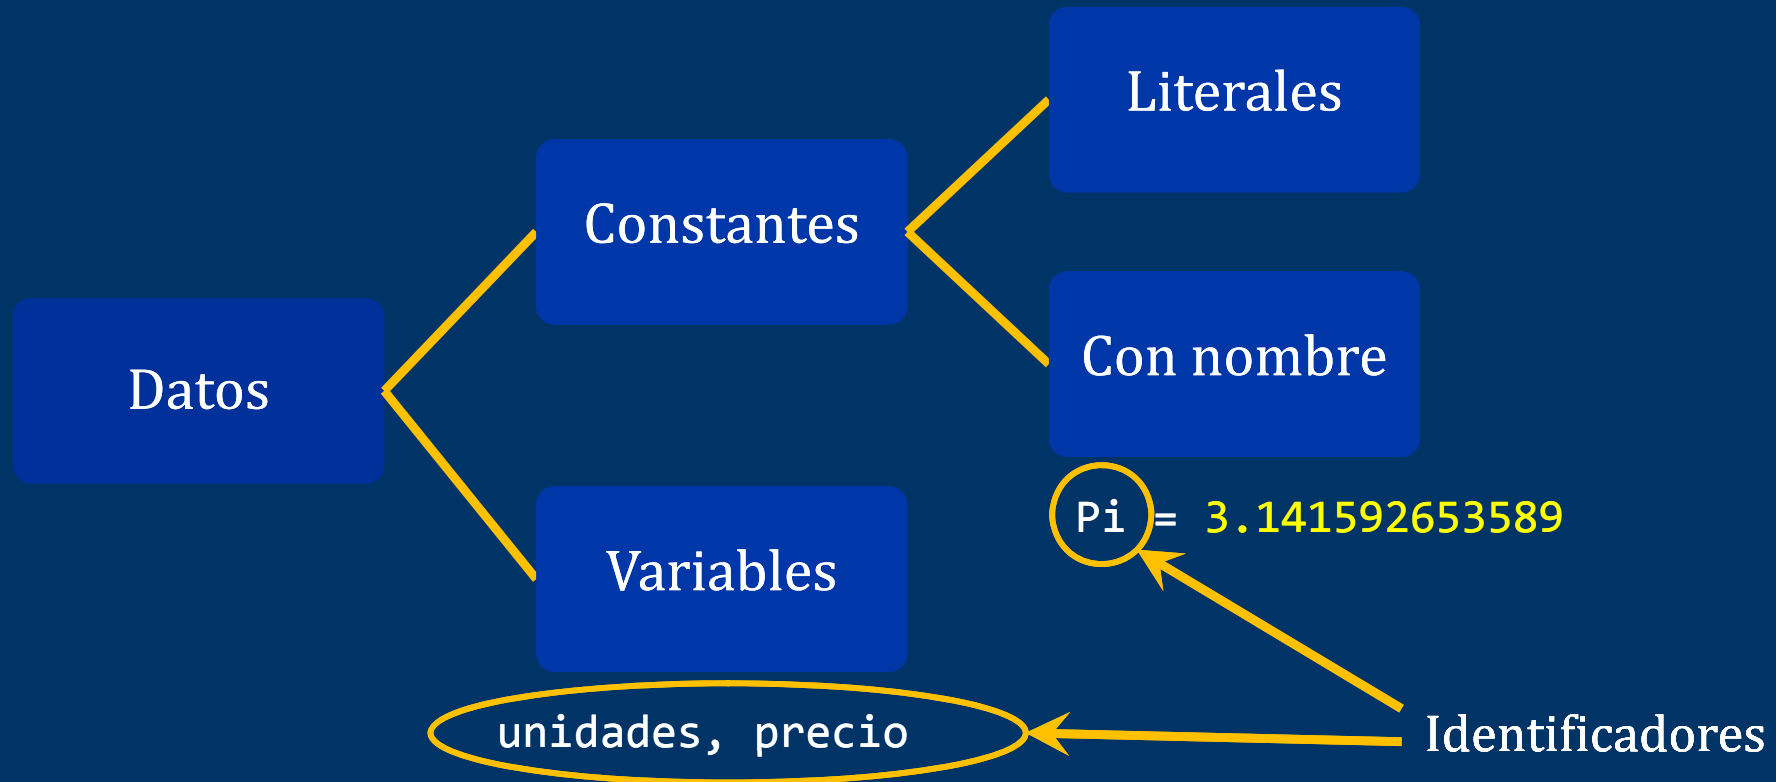 Literales
Constantes
Con nombre
Datos
Pi = 3.141592653589
Variables
unidades, precio
Identificadores